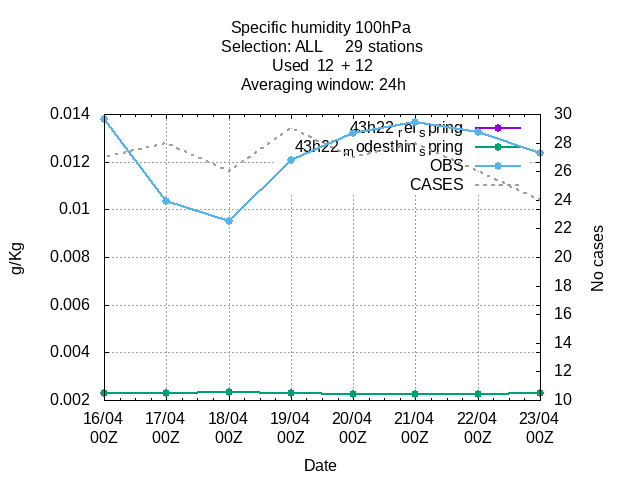 Specific humidity 100hPa
Selection: ALL 29 stations
Used 12 + 12
Averaging window: 24h
43h22rerspring
43h22modesthinspring
OBS
CASES
0.014
0.012
0.01
0.008
0.006
0.004
0.002
g/Kg
30
28
26
24
22
20
18
16
14
12
10
No cases
16/04 17/04 18/04 19/04 20/04 21/04 22/04 23/04
00Z 00Z 00Z 00Z 00Z 00Z 00Z 00Z
Date